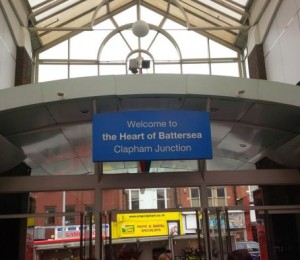 Welcome to
the Heart of Battersea
Clapham Junction